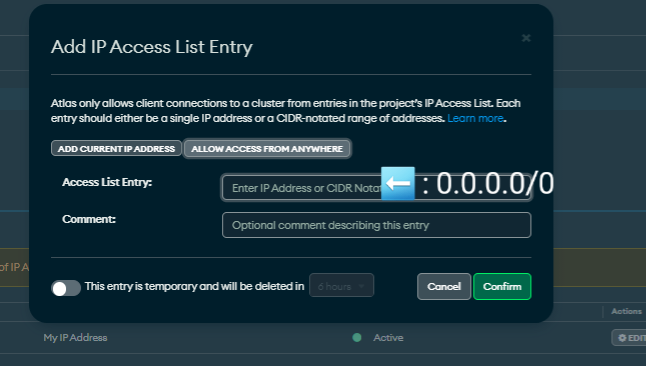 Add IP Access List Entry
×
Atlas only allows client connections to a cluster from entries in the project's IP Access List. Each
entry should either be a single IP address or a CIDR-notated range of addresses. Learn more.
ADD CURRENT IP ADDRESS ALLOW ACCESS FROM ANYWHERE
Access List Entry: Enter IP Address or CIDR Notat ← : 0.0.0.0/0
Comment: Optional comment describing this entry
of IP A
This entry is temporary and will be deleted in 6 hours Cancel Confirm
Actions
My IP Address Active EDIT